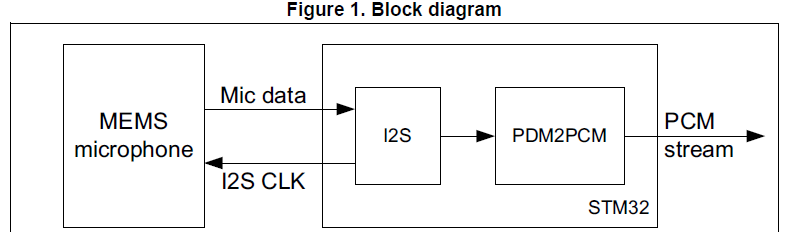 Figure 1. Block diagram
MEMS
microphone
Mic data
I2S CLK
I2S
PDM2PCM
STM32
PCM
stream